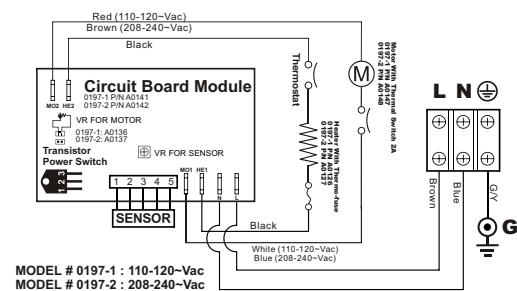 Red (110-120~Vac)
Brown (208-240~Vac)
Black
MO2 HE2
Circuit Board Module
0197-1 P/N A0141
0197-2 P/N A0142
VR FOR MOTOR
0197-1: A0136
0197-2: A0137
Transistor
Power Switch
VR FOR SENSOR
1 2 3
1 2 3 4 5
MO1 HE1
N L
SENSOR
Thermostat
Heater With Thermo-fuse
0197-1 P/N A0126
0197-2 P/N A0127
M
Motor With Thermal Switch 2A
0197-1 P/N A0147
0197-2 P/N A0148
L N
Brown
Blue
G/Y
G
Black
White (110-120~Vac)
Blue (208-240~Vac)
MODEL # 0197-1 : 110-120~Vac
MODEL # 0197-2 : 208-240~Vac